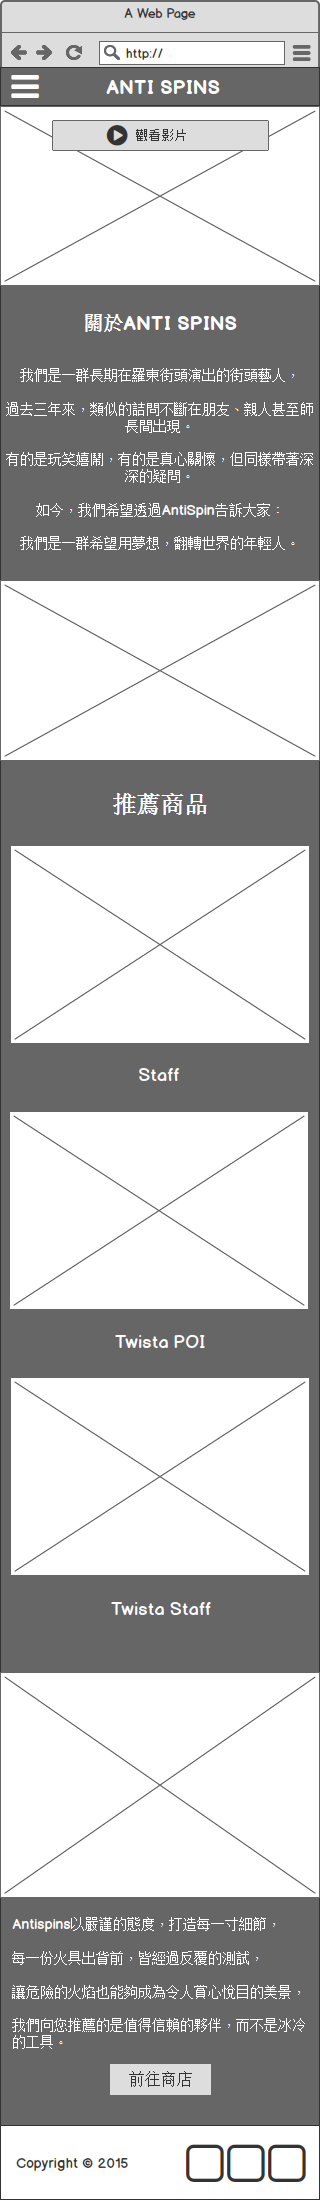 A Web Page
http://
ANTI SPINS
觀看影片
關於ANTI SPINS
我們是一群長期在羅東街頭演出的街頭藝人，
過去三年來，類似的詰問不斷在朋友、親人甚至師
長間出現。
有的是玩笑嬉鬧，有的是真心關懷，但同樣帶著深
深的疑問。
如今，我們希望透過AntiSpin告訴大家：
我們是一群希望用夢想，翻轉世界的年輕人。
推薦商品
Staff
Twista POI
Twista Staff
Antispins以嚴謹的態度，打造每一寸細節，
每一份火具出貨前，皆經過反覆的測試，
讓危險的火焰也能夠成為令人賞心悅目的美景，
我們向您推薦的是值得信賴的夥伴，而不是冰冷
的工具。
前往商店
Copyright © 2015